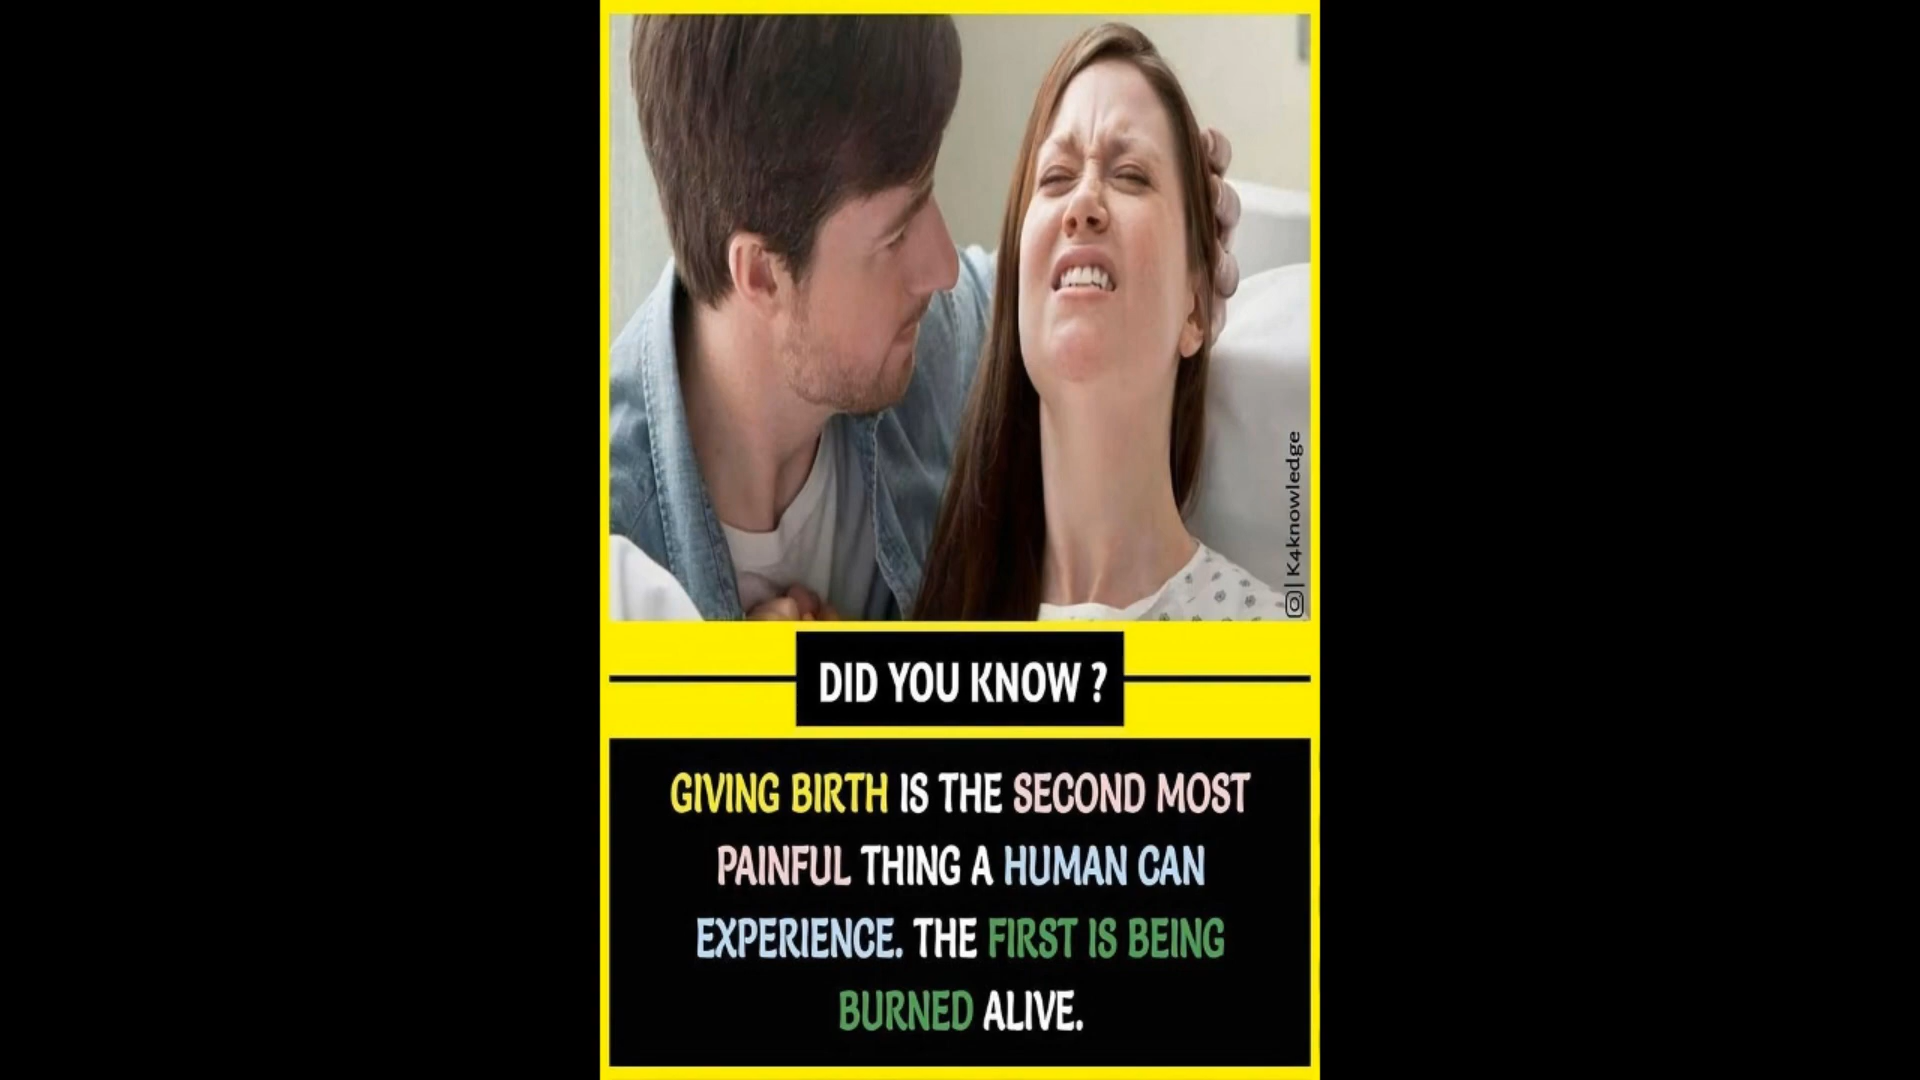 K4knowledge
DID YOU KNOW ?
GIVING BIRTH IS THE SECOND MOST
PAINFUL THING A HUMAN CAN
EXPERIENCE. THE FIRST IS BEING
BURNED ALIVE.